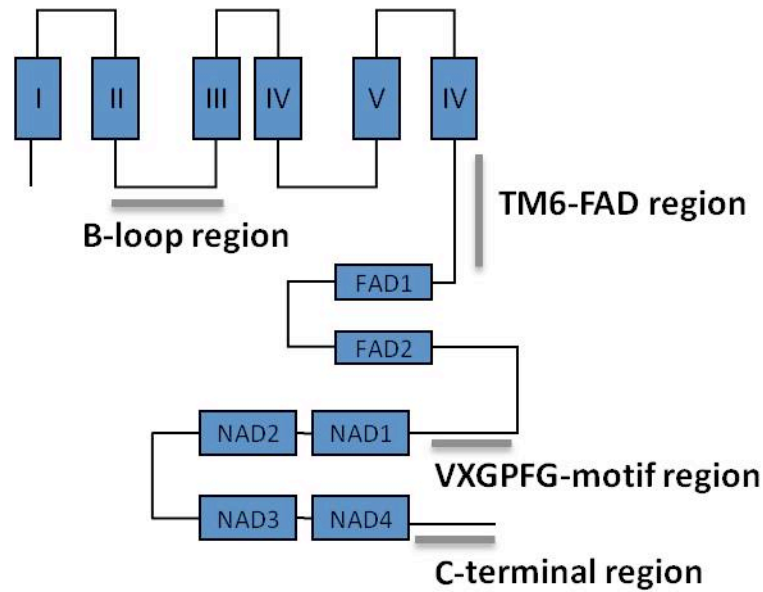 I II III IV V IV
TM6-FAD region
B-loop region
FAD1
FAD2
NAD2 NAD1
VXGPFG-motif region
NAD3 NAD4
C-terminal region